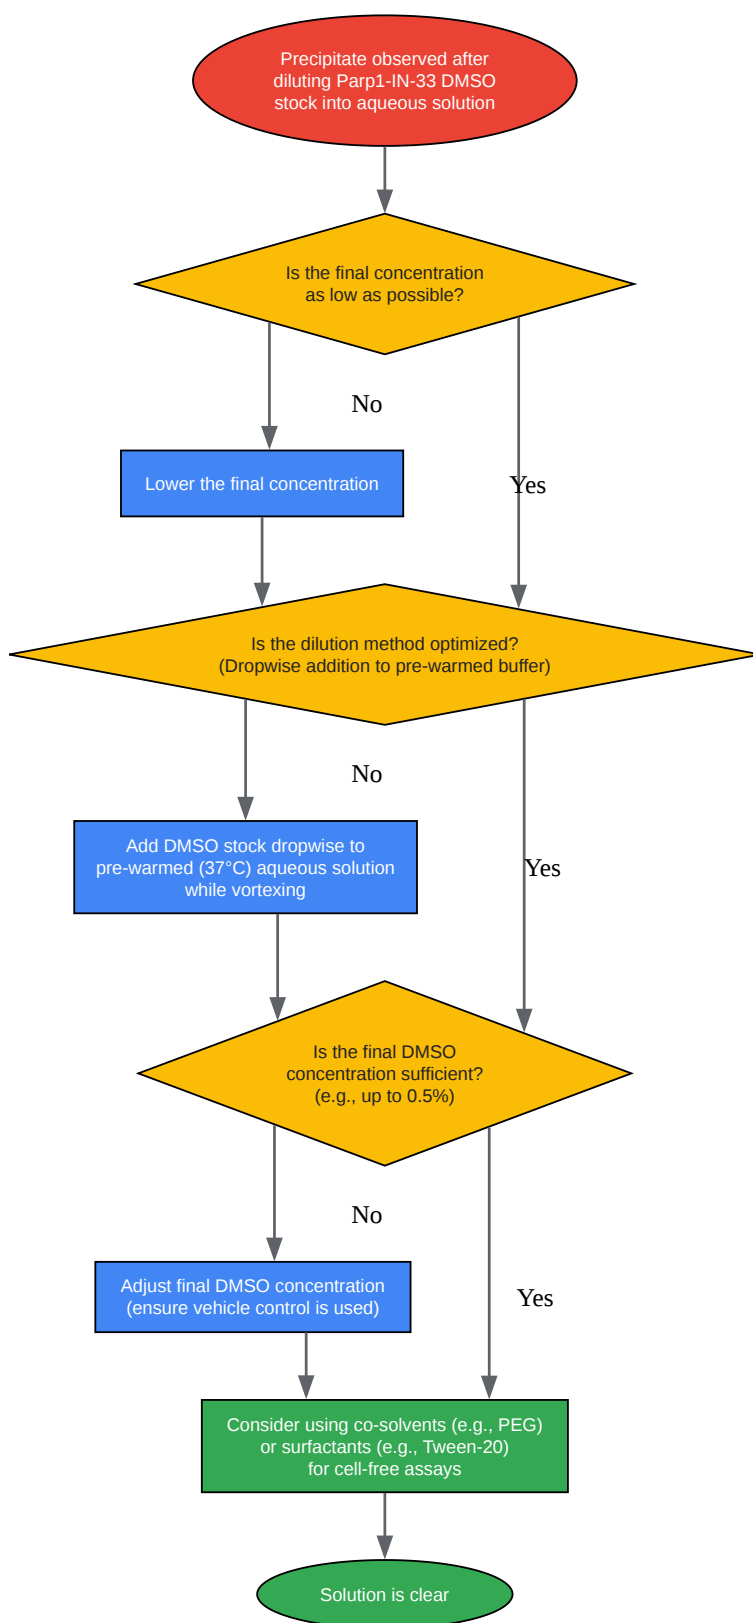 Precipitate observed after
diluting Parp1-IN-33 DMSO
stock into aqueous solution
Is the final concentration
as low as possible?
No
Lower the final concentration
Yes
Is the dilution method optimized?
(Dropwise addition to pre-warmed buffer)
No
Add DMSO stock dropwise to
pre-warmed (37°C) aqueous solution
while vortexing
Yes
Is the final DMSO
concentration sufficient?
(e.g., up to 0.5%)
No
Adjust final DMSO concentration
(ensure vehicle control is used)
Yes
Consider using co-solvents (e.g., PEG)
or surfactants (e.g., Tween-20)
for cell-free assays
Solution is clear